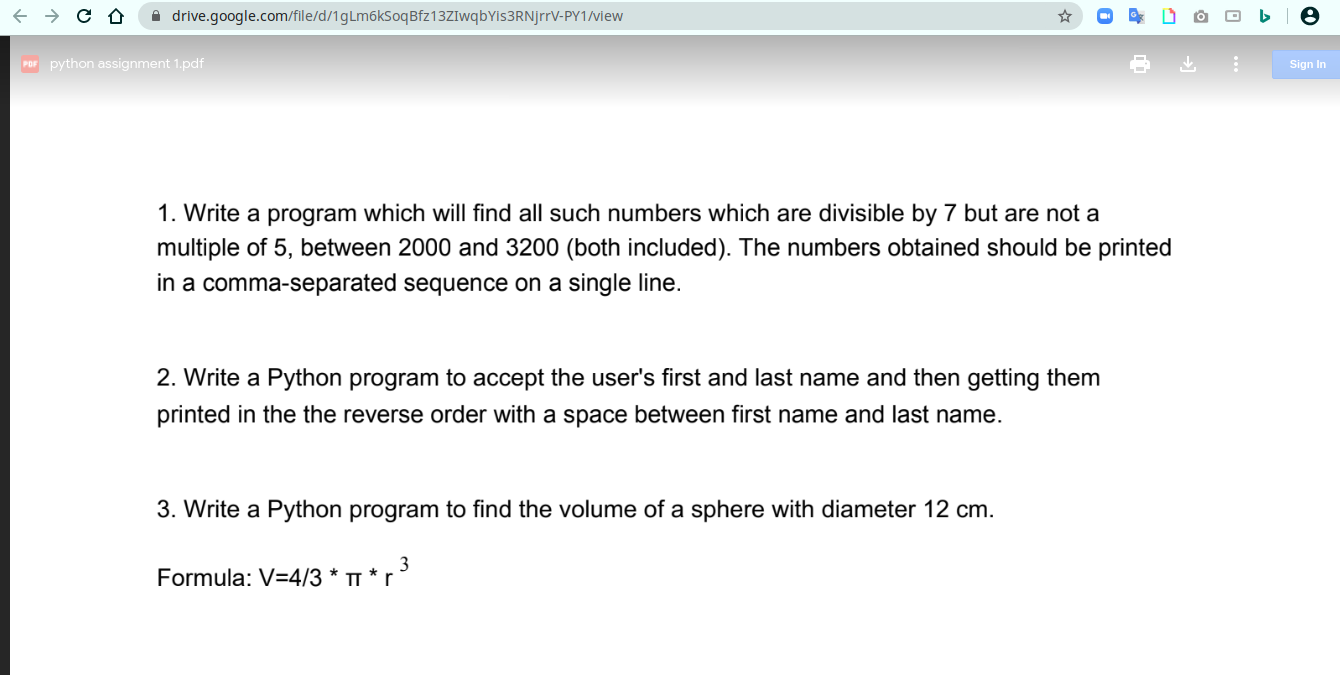 drive.google.com/file/d/1gLm6kSoqBfz13ZIwqbYis3RNjrrV-PY1/view
PDF python assignment 1.pdf Sign In
1. Write a program which will find all such numbers which are divisible by 7 but are not a
multiple of 5, between 2000 and 3200 (both included). The numbers obtained should be printed
in a comma-separated sequence on a single line.
2. Write a Python program to accept the user's first and last name and then getting them
printed in the the reverse order with a space between first name and last name.
3. Write a Python program to find the volume of a sphere with diameter 12 cm.
Formula: V=4/3 * π * r ³